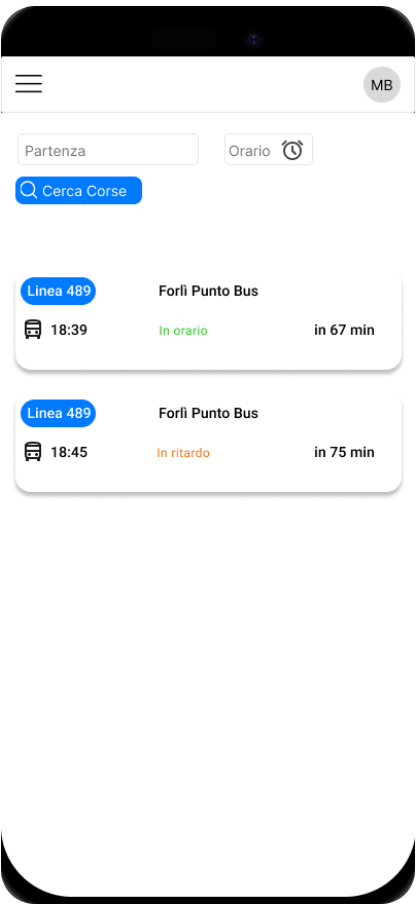 MB
Partenza
Orario
Cerca Corse
Linea 489 Forlì Punto Bus
18:39 In orario in 67 min
Linea 489 Forlì Punto Bus
18:45 In ritardo in 75 min